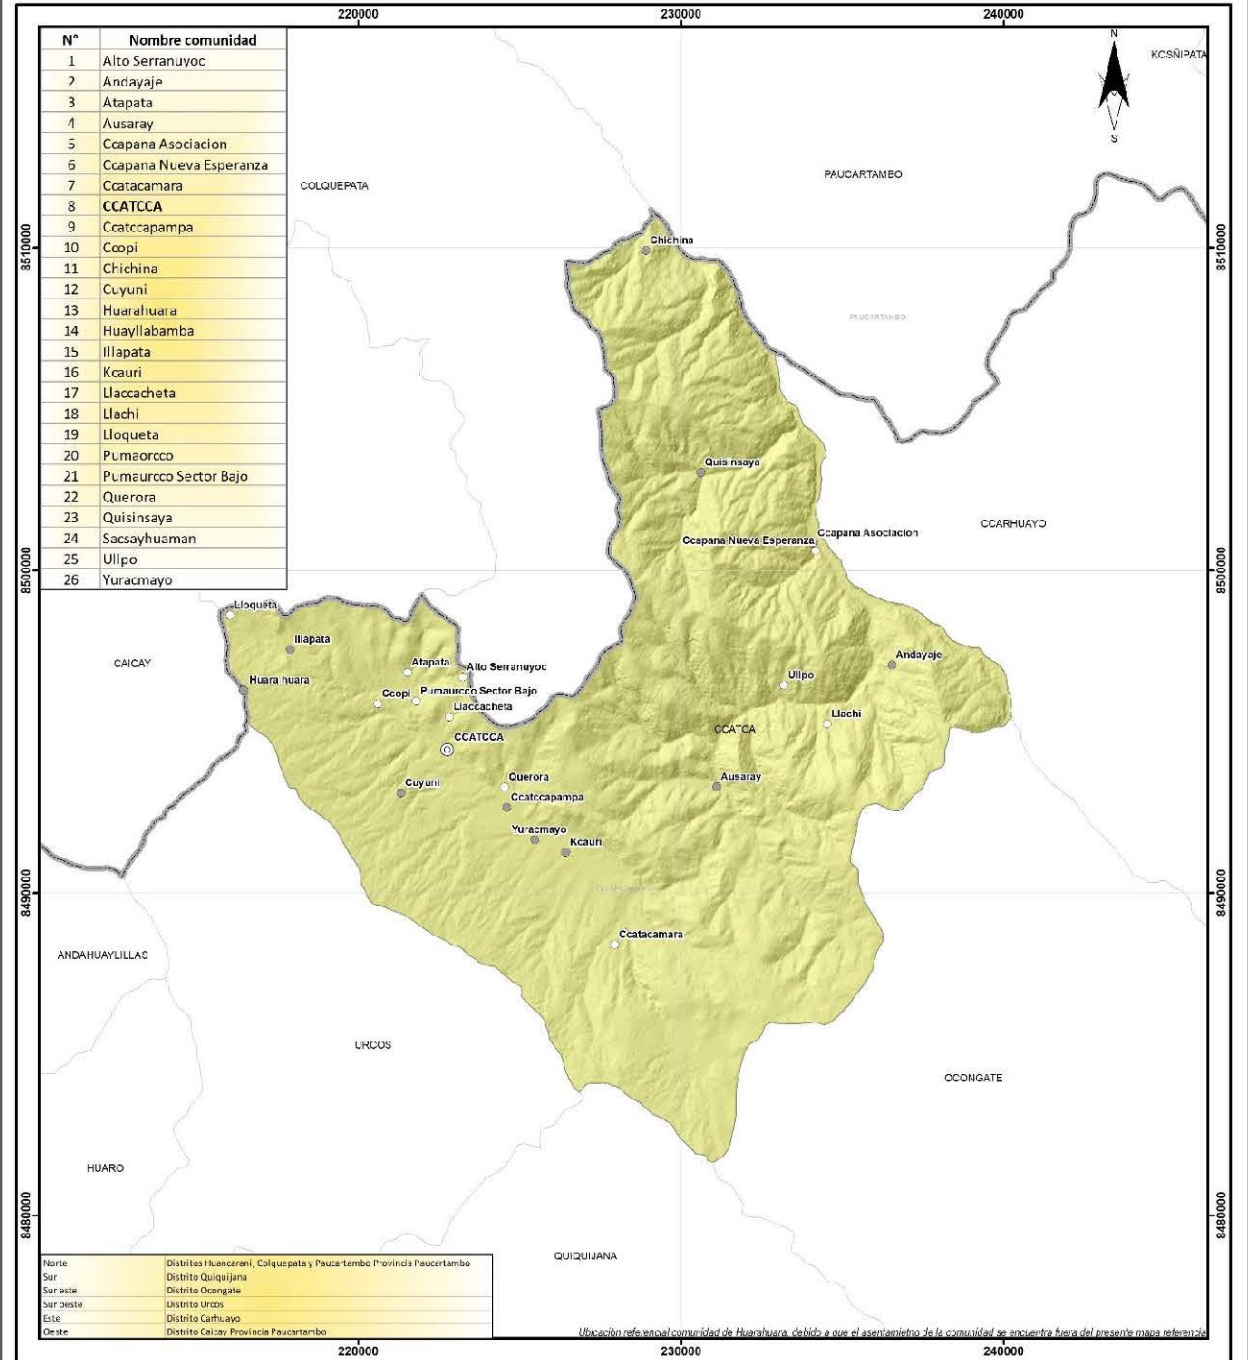 220000 230000 240000
N° Nombre comunidad
1 Alto Serranuyoc
2 Andayaje
3 Atapata
4 Ausaray
5 Ccapana Asociacion
6 Ccapana Nueva Esperanza
7 Ccatacamara
8 CCATCCA
9 Ccatccapampa
10 Ccopi
11 Chichina
12 Cuyuni
13 Huarahuara
14 Huayllabamba
15 Illapata
16 Kcauri
17 Llaccacheta
18 Llachi
19 Lloqueta
20 Pumaorcco
21 Pumaurcco Sector Bajo
22 Querora
23 Quisinsaya
24 Sacsayhuaman
25 Ullpo
26 Yuracmayo
N
S
KOSÑIPATA
PAUCARTAMBO
COLQUEPATA
8510000 8510000
Chichina
PAUCARTAMBO
Quisinsaya
CCARHUAYO
Ccapana Asociacion
Ccapana Nueva Esperanza
8500000 8500000
Lloqueta
Illapata
CAICAY
Andayaje
Atapata
Alto Serranuyoc
Ullpo
Huarahuara
Ccopi
Pumaurcco Sector Bajo
Llaccacheta
Llachi
CCATCA
CCATCCA
Cuyuni
Querora
Ausaray
Ccatccapampa
Yuracmayo
Kcauri
8490000 8490000
Ccatacamara
ANDAHUAYLILLAS
URCOS
OCONGATE
HUARO
8480000 8480000
QUIQUIJANA
Norte Distritos Huancarani, Colquepata y Paucartambo Provincia Paucartambo
Sur Distrito Quiquijana
Sur este Distrito Ocongate
Sur oeste Distrito Urcos
Este Distrito Carhuayo
Oeste Distrito Caicay Provincia Paucartambo
Ubicación referencial comunidad de Huarahuara, debido a que el asentamietno de la comunidad se encuentra fuera del presente mapa referencial
220000 230000 240000